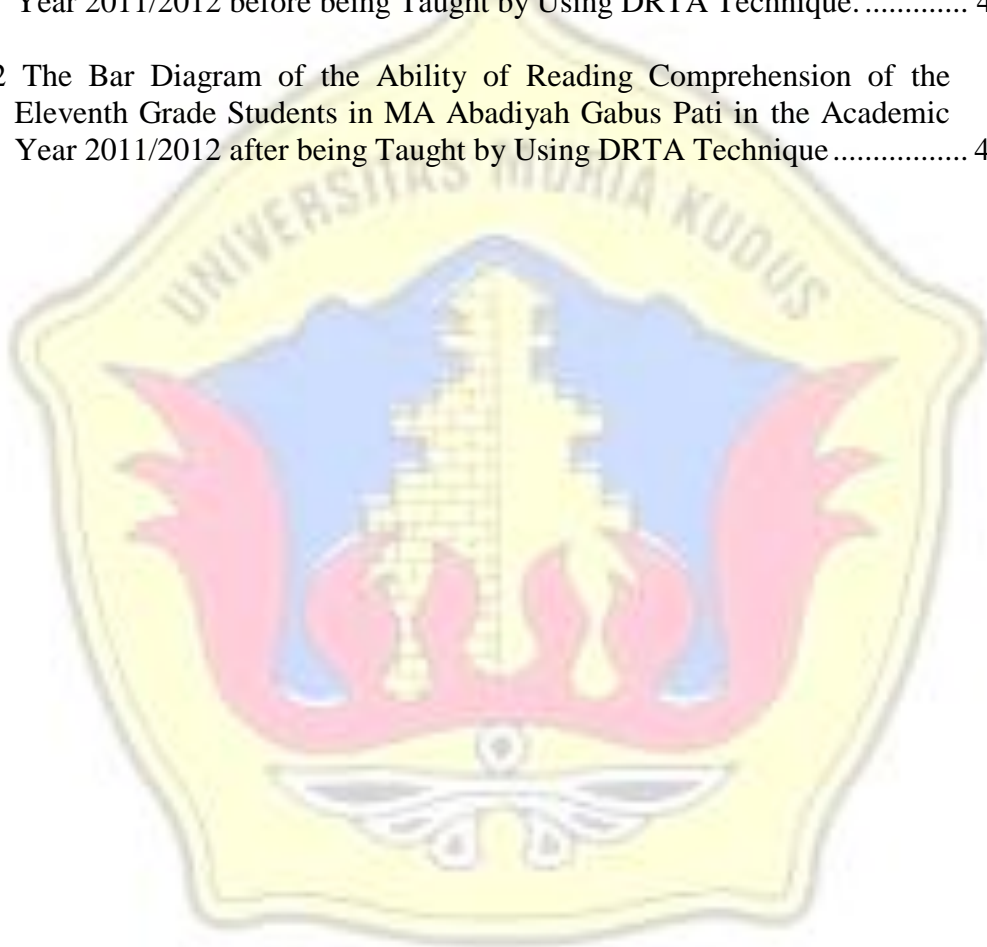 Year 2011/2012 before being Taught by Using DRTA Technique. ............. 4
2 The Bar Diagram of the Ability of Reading Comprehension of the
Eleventh Grade Students in MA Abadiyah Gabus Pati in the Academic
Year 2011/2012 after being Taught by Using DRTA Technique ................. 4
UNIVERSITAS MURIA KUDUS